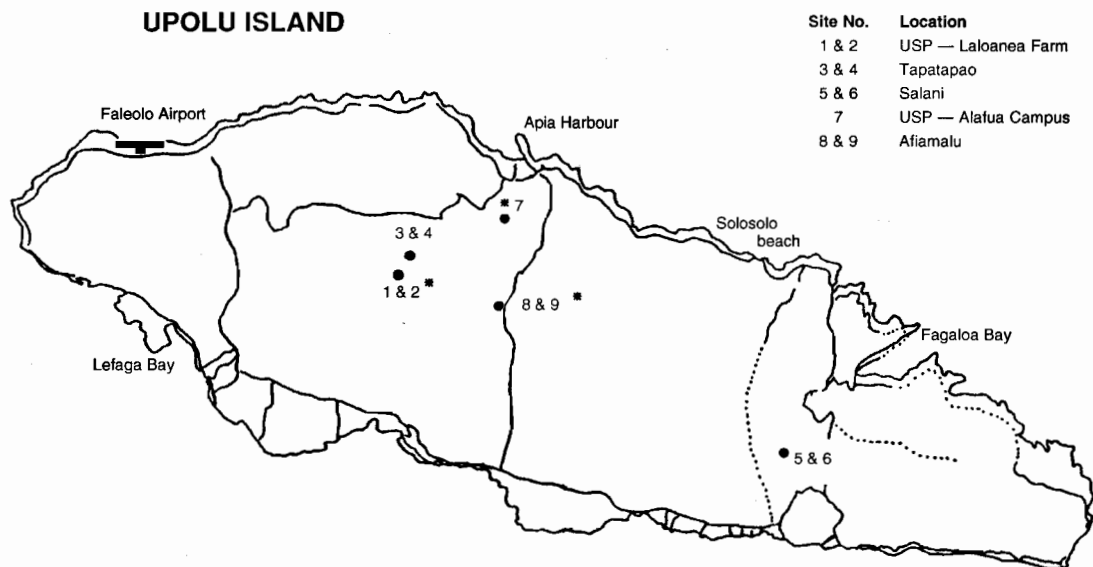 UPOLU ISLAND
Site No. Location
1 & 2 USP — Laloanea Farm
3 & 4 Tapatapao
5 & 6 Salani
7 USP — Alafua Campus
8 & 9 Afiamalu
Faleolo Airport
Apia Harbour
* 7
3 & 4
Solosolo
beach
1 & 2 *
8 & 9 *
Fagaloa Bay
Lefaga Bay
5 & 6